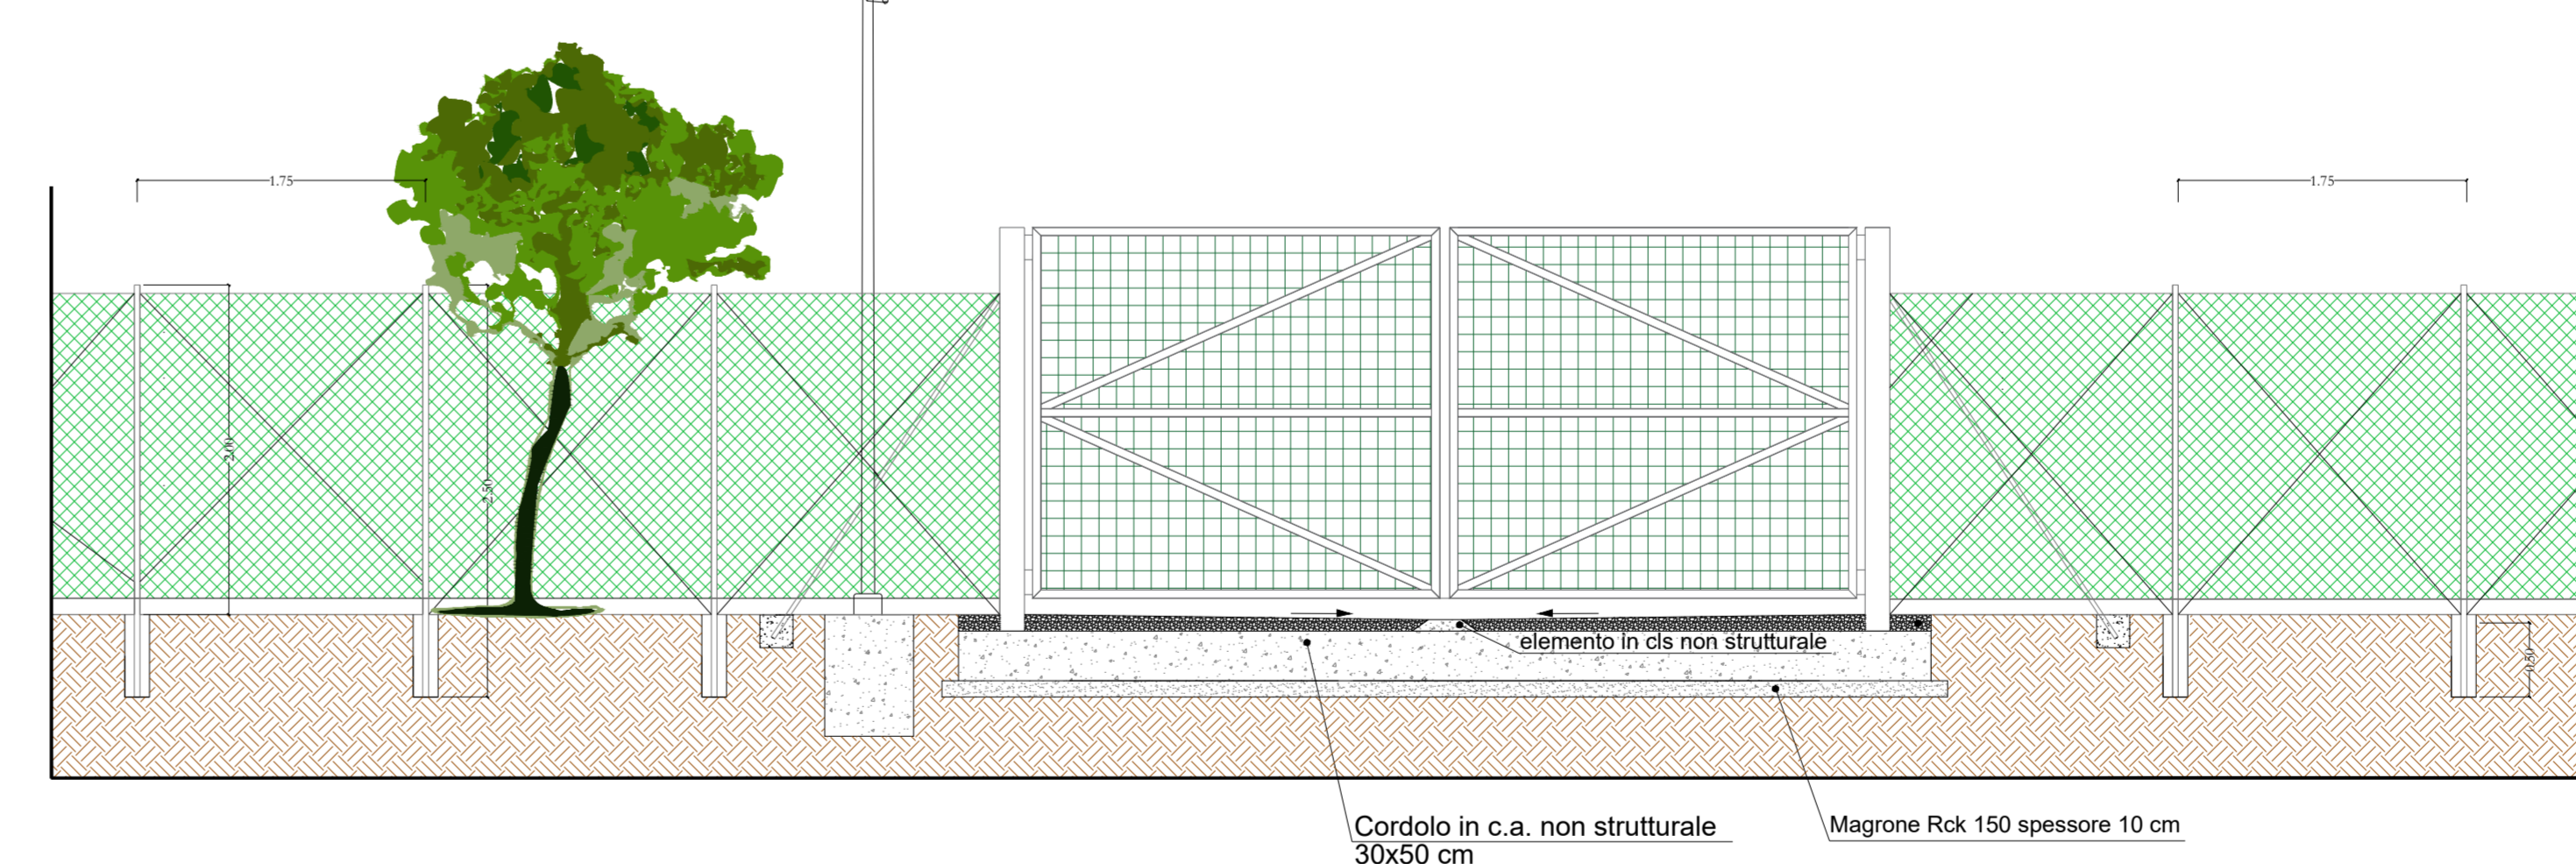 1.75
1.75
2.00
2.50
elemento in cls non strutturale
0.50
Cordolo in c.a. non strutturale
30x50 cm
Magrone Rck 150 spessore 10 cm